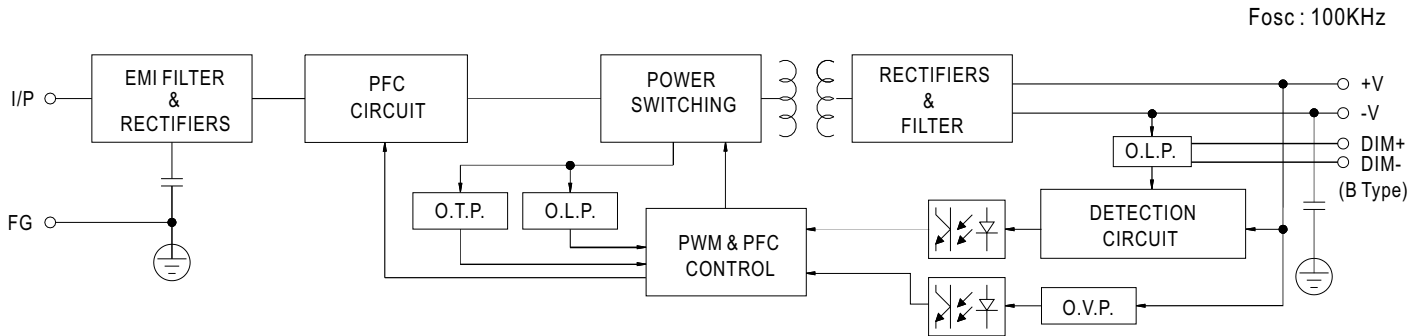 Fosc : 100KHz
I/P
EMI FILTER
&
RECTIFIERS
PFC
CIRCUIT
POWER
SWITCHING
RECTIFIERS
&
FILTER
+V
-V
O.L.P.
DIM+
DIM-
(B Type)
FG
O.T.P.
O.L.P.
PWM & PFC
CONTROL
DETECTION
CIRCUIT
O.V.P.